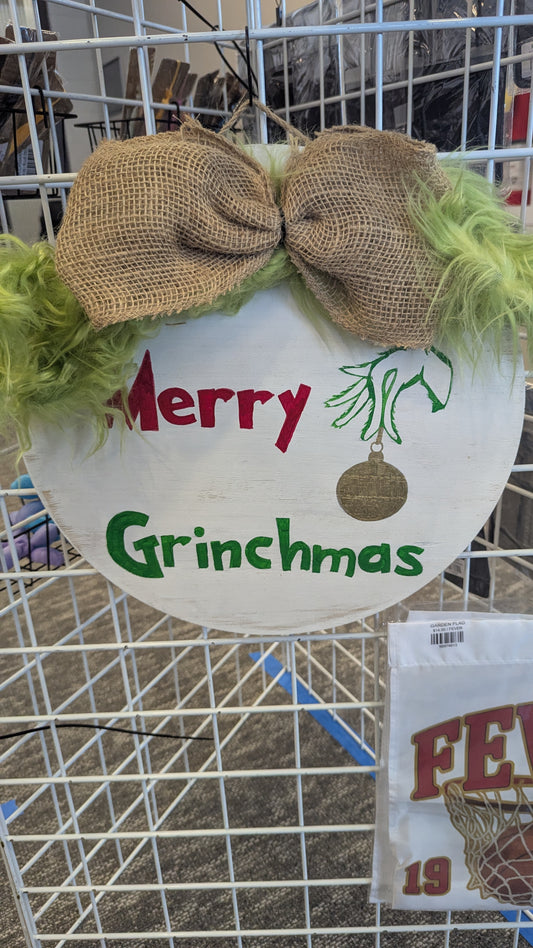 Merry
Grinchmas
GARDEN FLAG
FEV
19